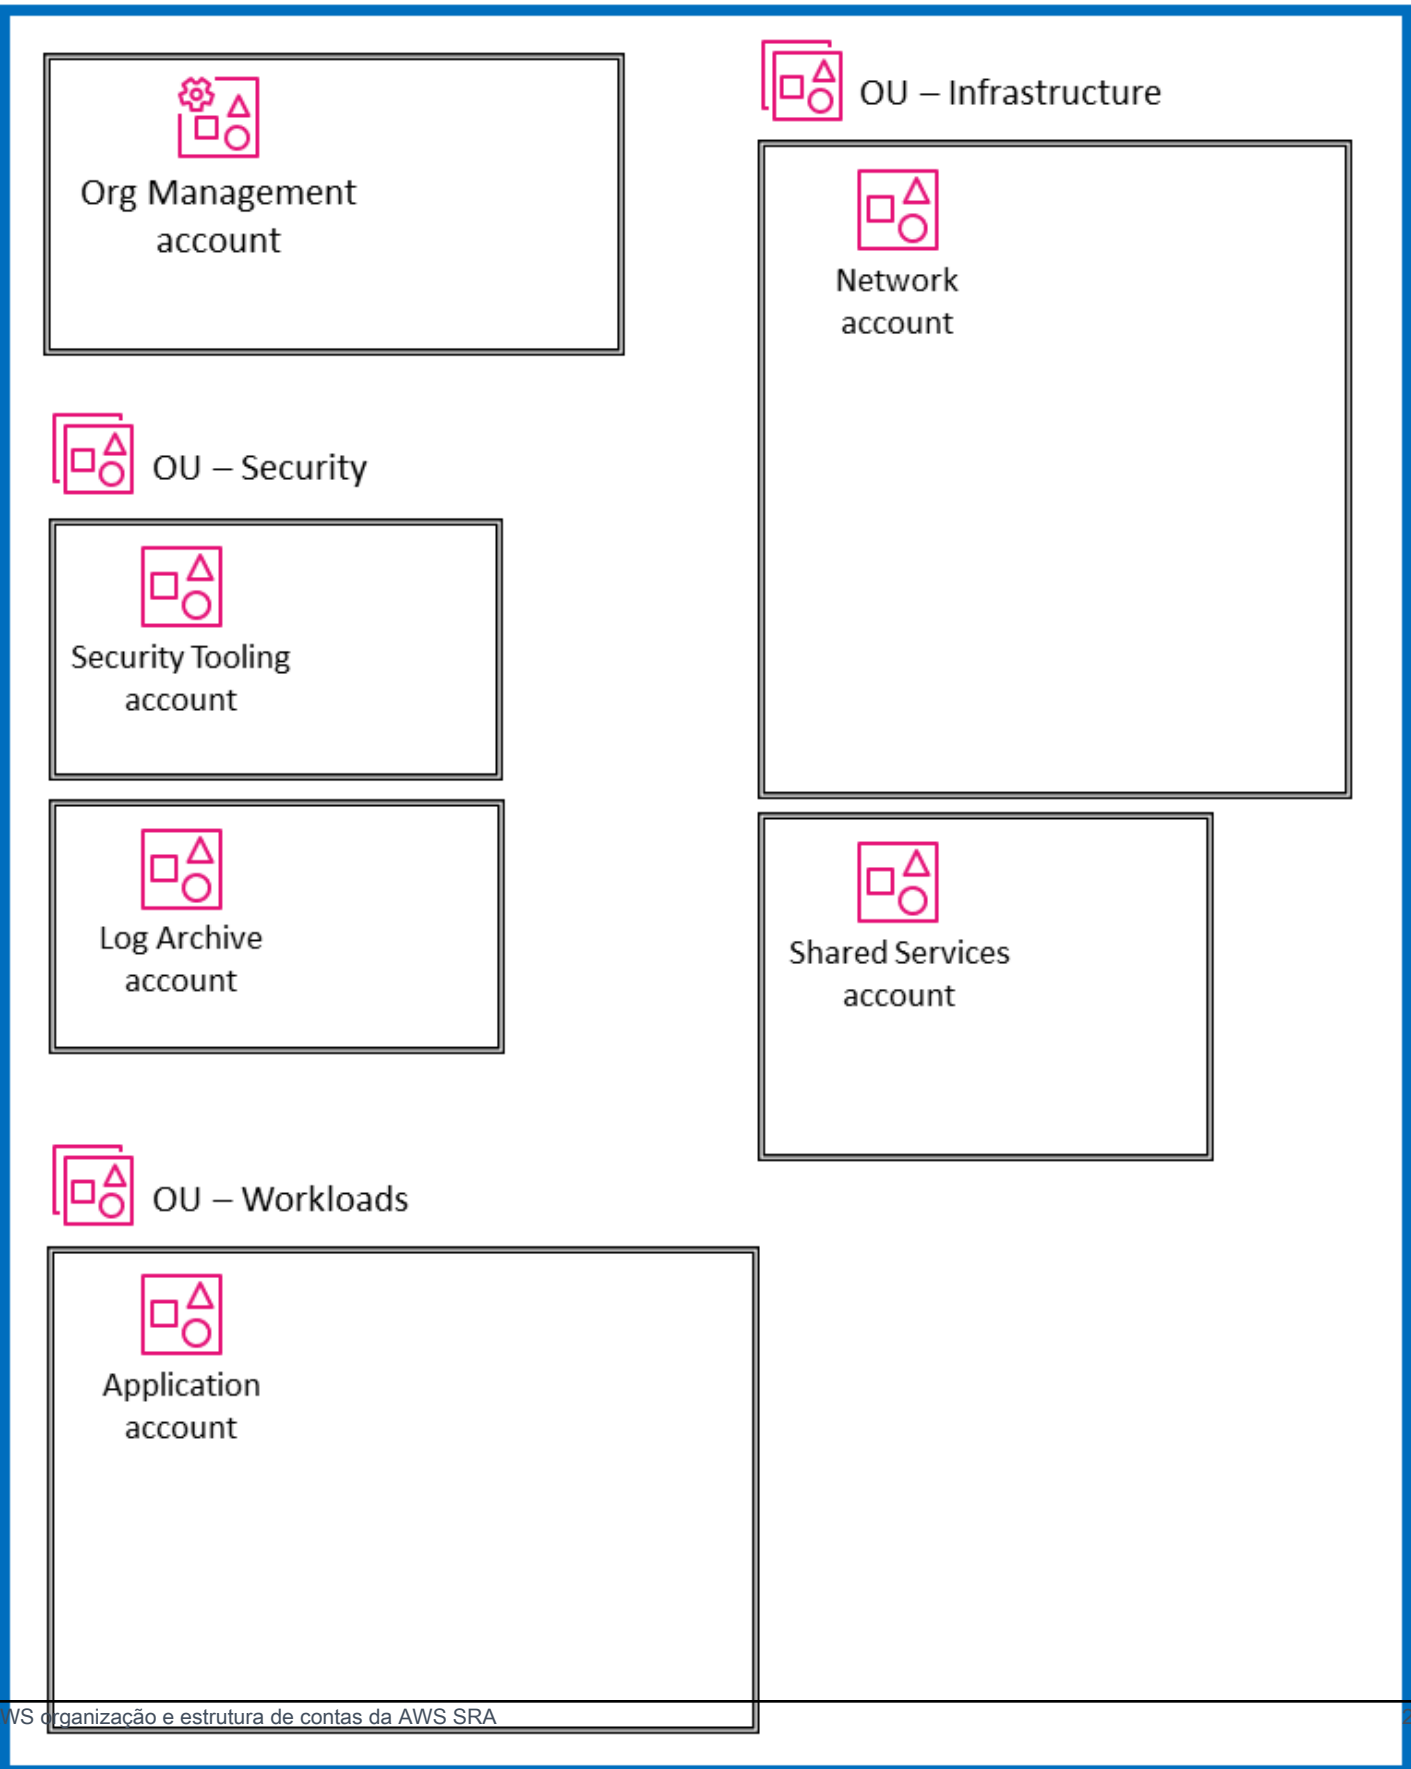 Org Management
account
OU – Security
Security Tooling
account
Log Archive
account
OU – Workloads
Application
account
OU – Infrastructure
Network
account
Shared Services
account
WS organização e estrutura de contas da AWS SRA
2